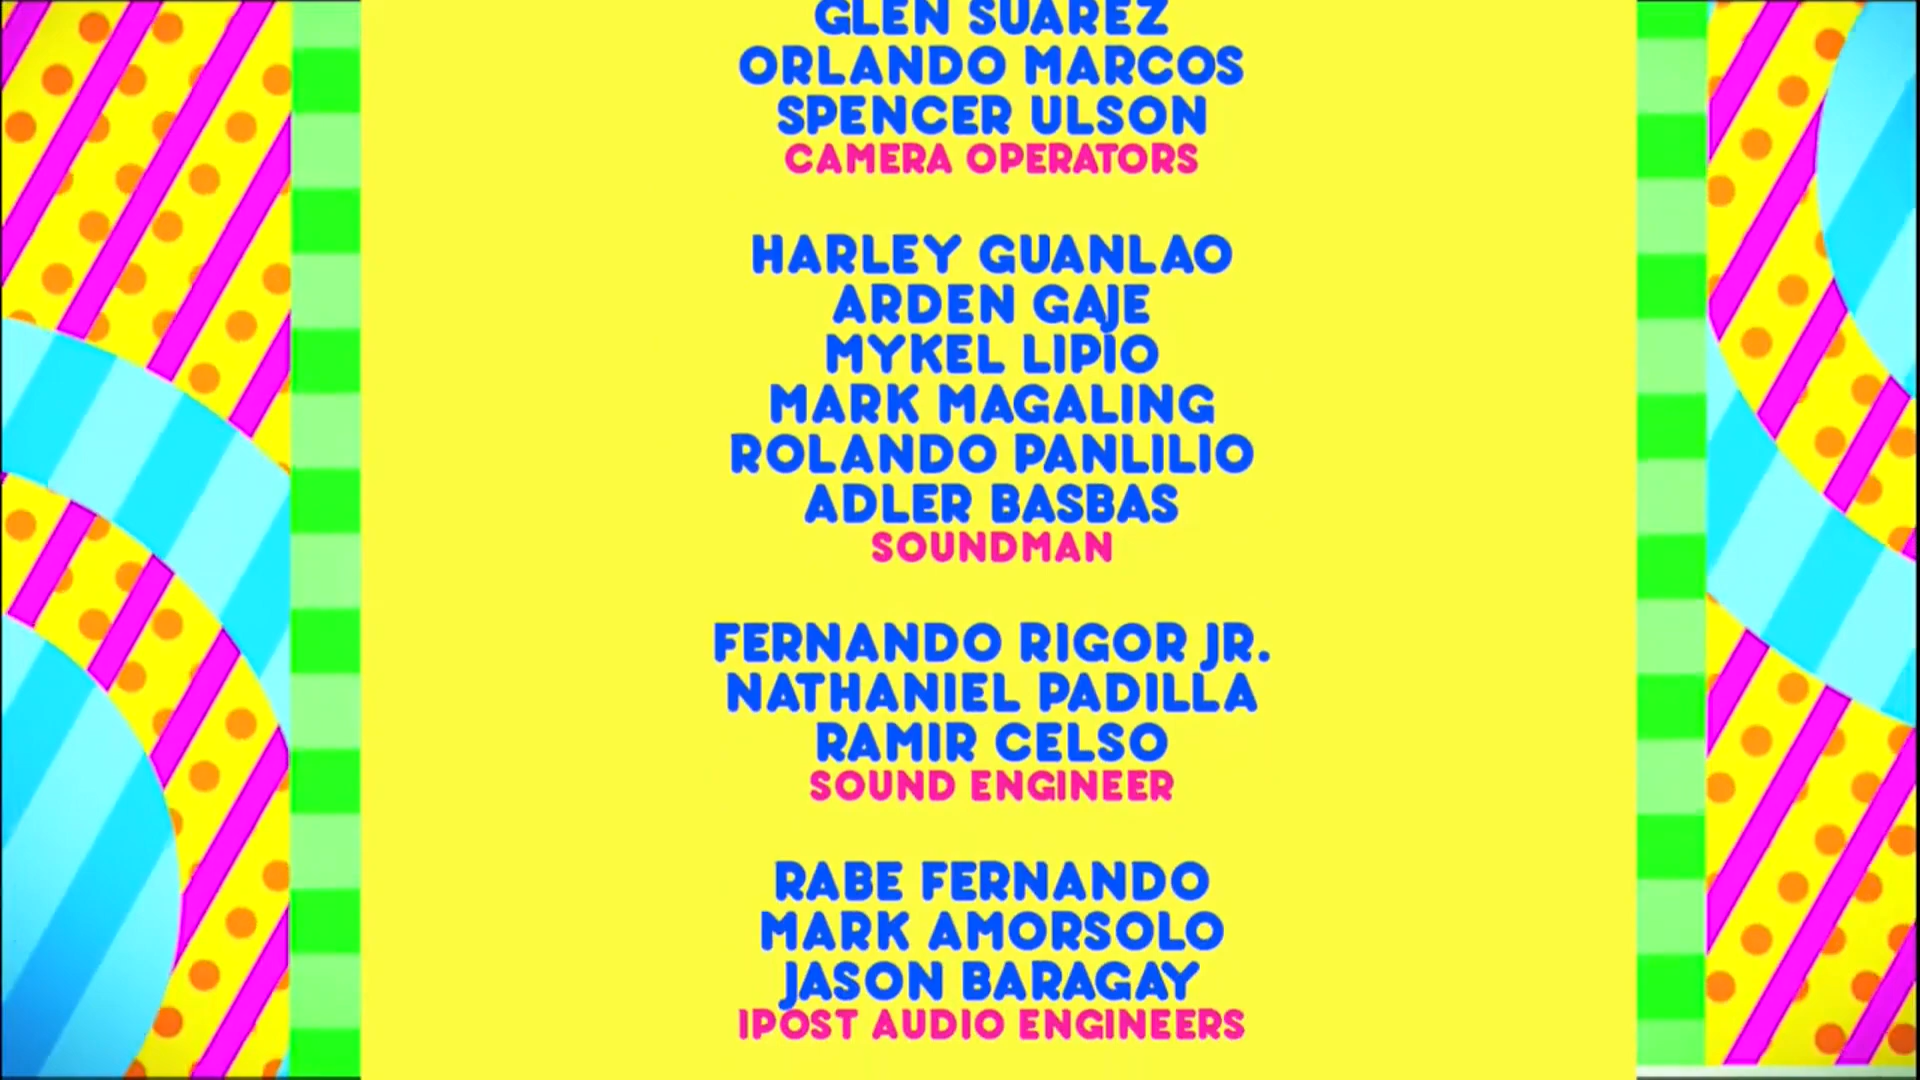 GLEN SUAREZ
ORLANDO MARCOS
SPENCER ULSON
CAMERA OPERATORS
HARLEY GUANLAO
ARDEN GAJE
MYKEL LIPIO
MARK MAGALING
ROLANDO PANLILIO
ADLER BASBAS
SOUNDMAN
FERNANDO RIGOR JR.
NATHANIEL PADILLA
RAMIR CELSO
SOUND ENGINEER
RABE FERNANDO
MARK AMORSOLO
JASON BARAGAY
IPOST AUDIO ENGINEERS